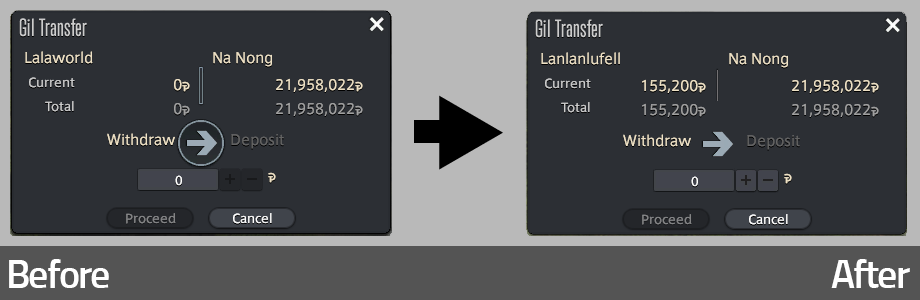 Gil Transfer
Lalaworld Na Nong
Current 0 21,958,022
Total 0 21,958,022
Withdraw Deposit
0 + −
Proceed Cancel
Gil Transfer
Lanlanlufell Na Nong
Current 155,200 21,958,022
Total 155,200 21,958,022
Withdraw Deposit
0 + −
Proceed Cancel
Before After